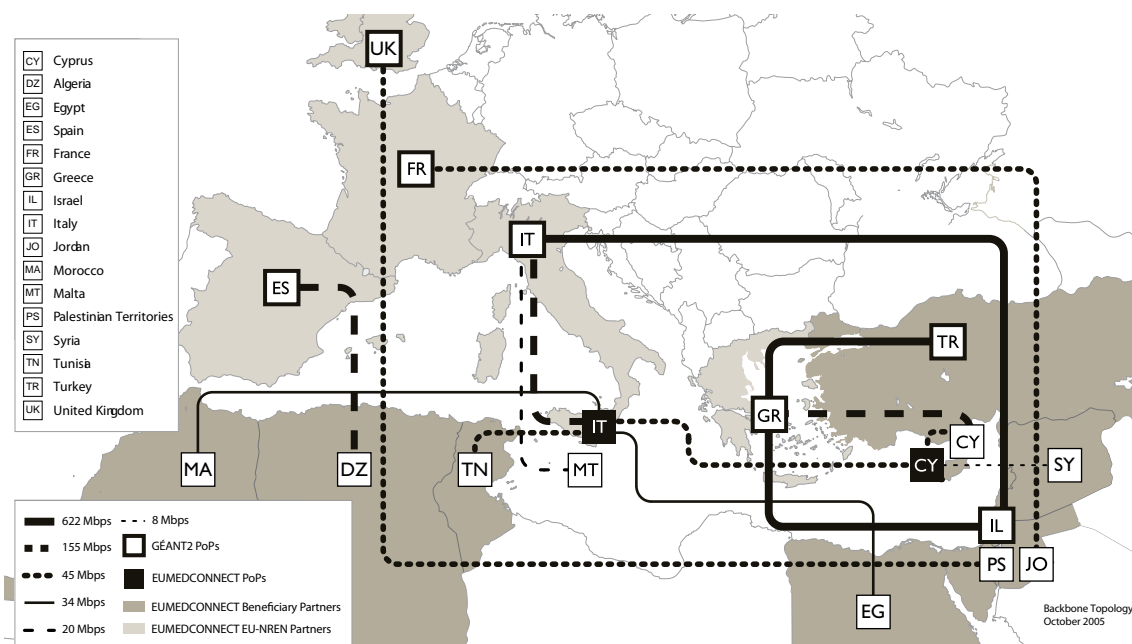 CY Cyprus
DZ Algeria
EG Egypt
ES Spain
FR France
GR Greece
IL Israel
IT Italy
JO Jordan
MA Morocco
MT Malta
PS Palestinian Territories
SY Syria
TN Tunisia
TR Turkey
UK United Kingdom
UK
FR
IT
ES
TR
GR
IT
CY
CY
SY
MA
DZ
TN
MT
IL
PS
JO
EG
622 Mbps
8 Mbps
155 Mbps
GÉANT2 PoPs
45 Mbps
EUMEDCONNECT PoPs
34 Mbps
EUMEDCONNECT Beneficiary Partners
20 Mbps
EUMEDCONNECT EU-NREN Partners
Backbone Topology
October 2005